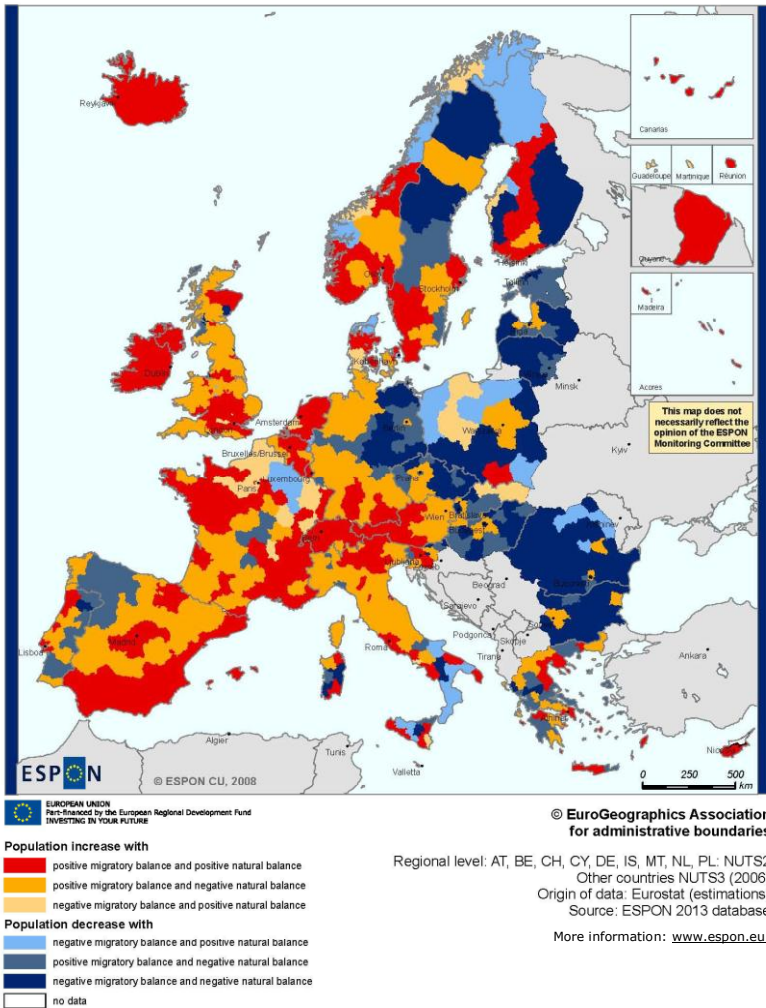 Reykjavik
Canarias
Guadeloupe
Martinique
Réunion
Guyane
Madeira
Acores
Helsinki
Tallinn
Stockholm
Dublin
København
Minsk
London
Amsterdam
Berlin
Warszawa
This map does not
necessarily reflect the
opinion of the ESPON
Monitoring Committee
Bruxelles/Brussel
Kyiv
Luxembourg
Praha
Paris
Wien
Bratislava
Budapest
Bern
Ljubljana
Zagreb
Beograd
Bucuresti
Sarajevo
Podgorica
Skopje
Roma
Tirana
Madrid
Lisboa
Ankara
Algier
Tunis
Valletta
ESPON
© ESPON CU, 2008
0 250 500
km
EUROPEAN UNION
Part-financed by the European Regional Development Fund
INVESTING IN YOUR FUTURE
© EuroGeographics Association
for administrative boundaries
Regional level: AT, BE, CH, CY, DE, IS, MT, NL, PL: NUTS2
Other countries NUTS3 (2006)
Origin of data: Eurostat (estimations)
Source: ESPON 2013 database
More information: www.espon.eu
Population increase with
positive migratory balance and positive natural balance
positive migratory balance and negative natural balance
negative migratory balance and positive natural balance
Population decrease with
negative migratory balance and positive natural balance
positive migratory balance and negative natural balance
negative migratory balance and negative natural balance
no data